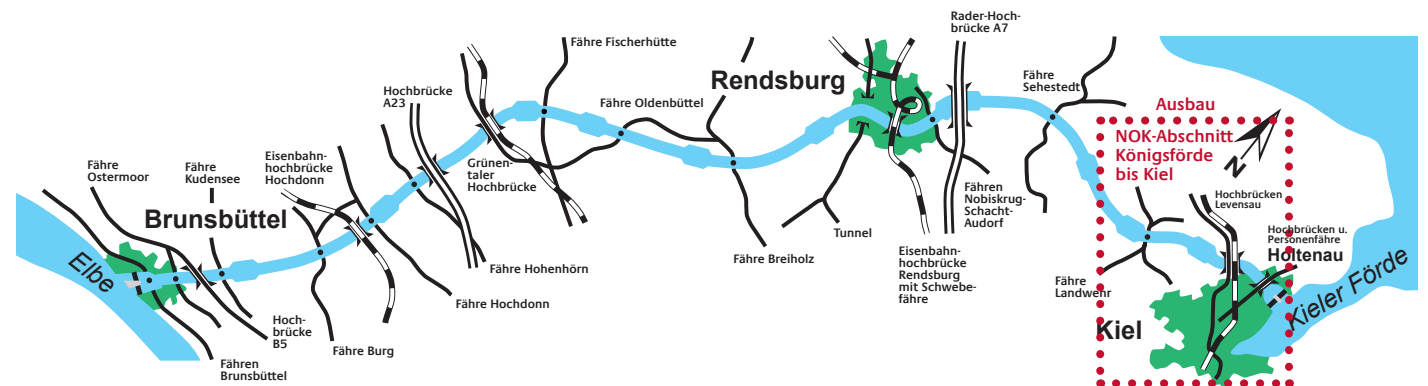 Fähre
Ostermoor
Fähre
Kudensee
Eisenbahn-
hochbrücke
Hochdonn
Brunsbüttel
Elbe
Fähren
Brunsbüttel
Hoch-
brücke
B5
Fähre Burg
Fähre Hochdonn
Fähre Hohenhörn
Hochbrücke
A23
Grünen-
taler
Hochbrücke
Fähre Fischerhütte
Fähre Oldenbüttel
Fähre Breiholz
Rendsburg
Tunnel
Eisenbahn-
hochbrücke
Rendsburg
mit Schwebe-
fähre
Rader-Hoch-
brücke A7
Fähren
Nobiskrug-
Schacht-
Audorf
Fähre
Sehestedt
Ausbau
NOK-Abschnitt
Königsförde
bis Kiel
N
Hochbrücken
Levensau
Hochbrücken u.
Personenfähre
Holtenau
Fähre
Landwehr
Kiel
Kieler Förde